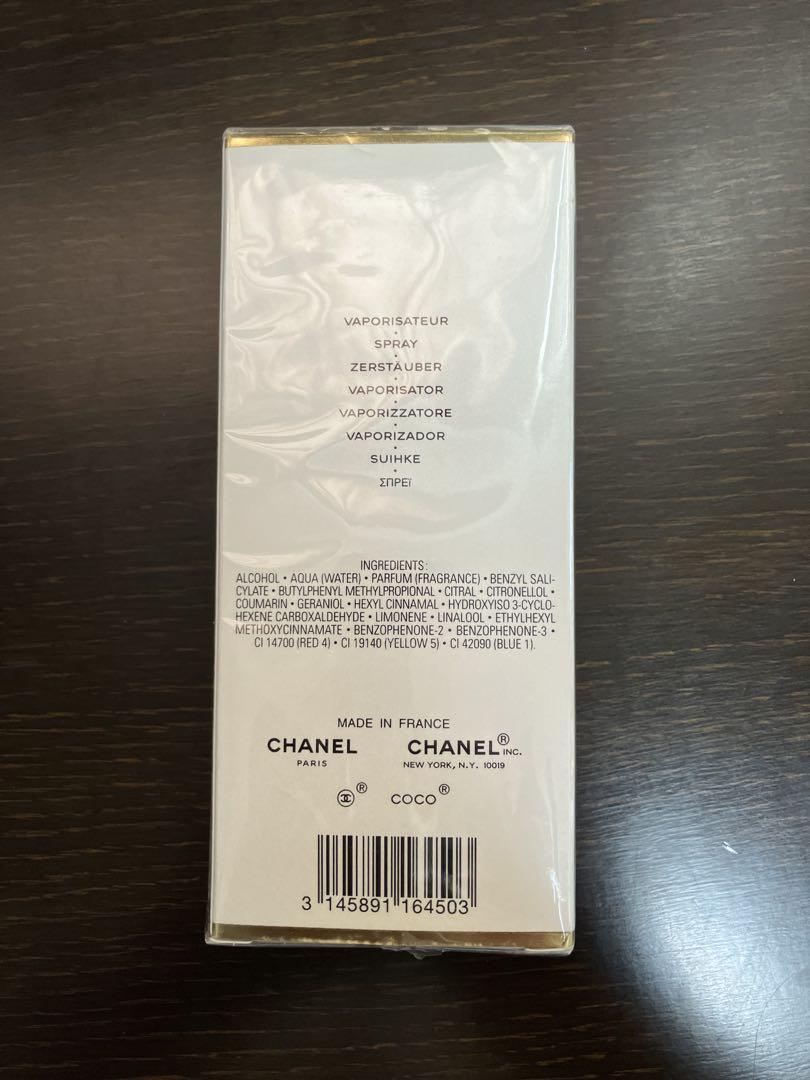 VAPORISATEUR
•
SPRAY
•
ZERSTÄUBER
•
VAPORISATOR
•
VAPORIZZATORE
•
VAPORIZADOR
•
SUIHKE
•
ΣΠΡΕΪ
INGREDIENTS:
ALCOHOL • AQUA (WATER) • PARFUM (FRAGRANCE) • BENZYL SALI-
CYLATE • BUTYLPHENYL METHYLPROPIONAL • CITRAL • CITRONELLOL •
COUMARIN • GERANIOL • HEXYL CINNAMAL • HYDROXYISO 3-CYCLO-
HEXENE CARBOXALDEHYDE • LIMONENE • LINALOOL • ETHYLHEXYL
METHOXYCINNAMATE • BENZOPHENONE-2 • BENZOPHENONE-3 •
CI 14700 (RED 4) • CI 19140 (YELLOW 5) • CI 42090 (BLUE 1).
MADE IN FRANCE
CHANEL CHANEL® INC.
PARIS NEW YORK, N.Y. 10019
® COCO®
3 145891 164503